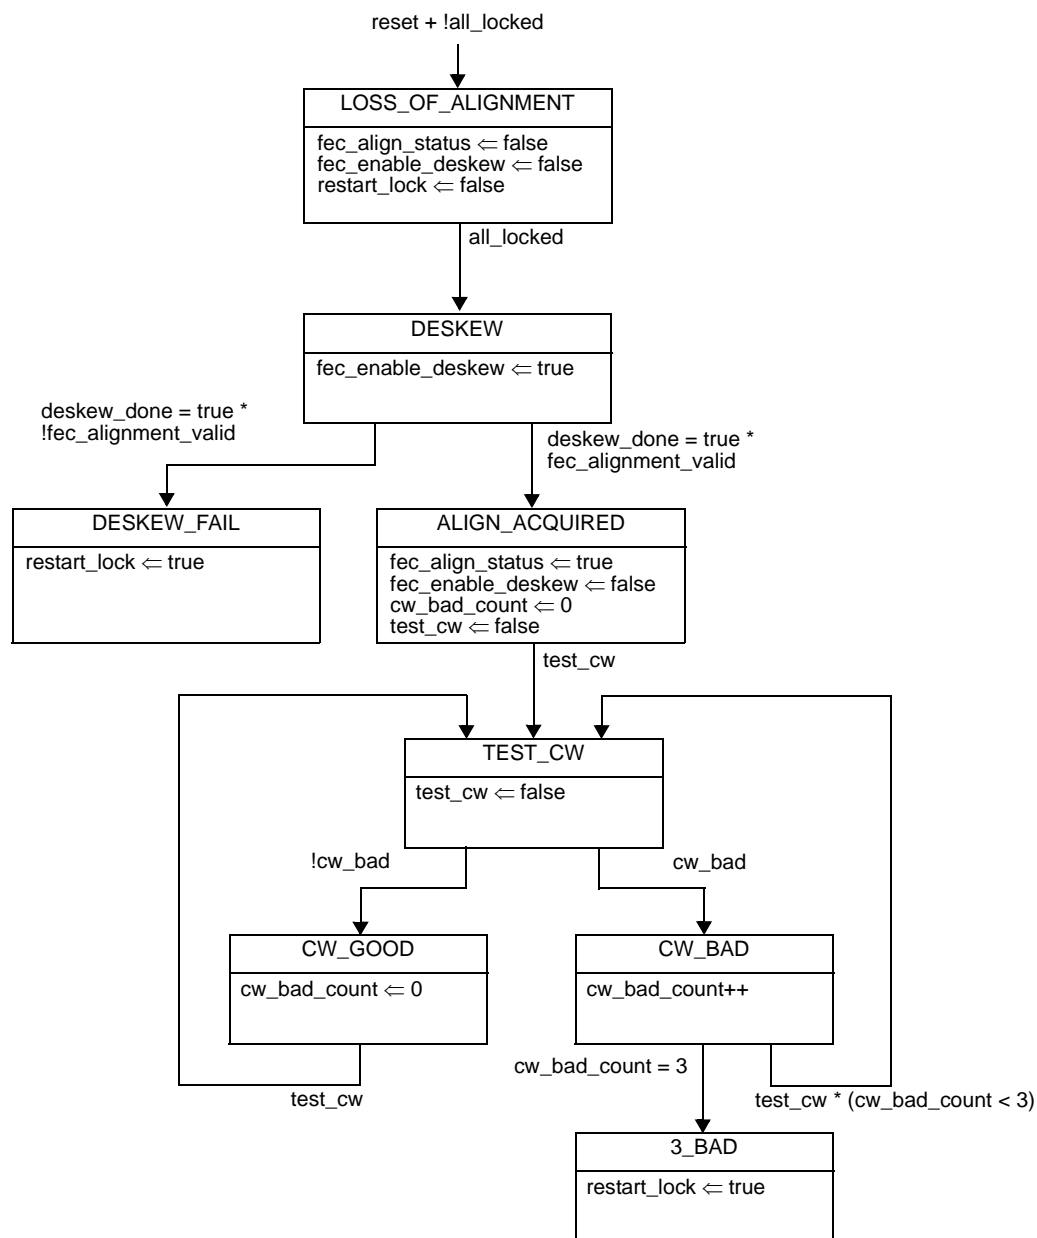 reset + !all_locked
LOSS_OF_ALIGNMENT
fec_align_status ⇐ false
fec_enable_deskew ⇐ false
restart_lock ⇐ false
all_locked
DESKEW
fec_enable_deskew ⇐ true
deskew_done = true *
!fec_alignment_valid
deskew_done = true *
fec_alignment_valid
DESKEW_FAIL
restart_lock ⇐ true
ALIGN_ACQUIRED
fec_align_status ⇐ true
fec_enable_deskew ⇐ false
cw_bad_count ⇐ 0
test_cw ⇐ false
test_cw
TEST_CW
test_cw ⇐ false
!cw_bad
cw_bad
CW_GOOD
cw_bad_count ⇐ 0
CW_BAD
cw_bad_count++
test_cw
cw_bad_count = 3
test_cw * (cw_bad_count < 3)
3_BAD
restart_lock ⇐ true